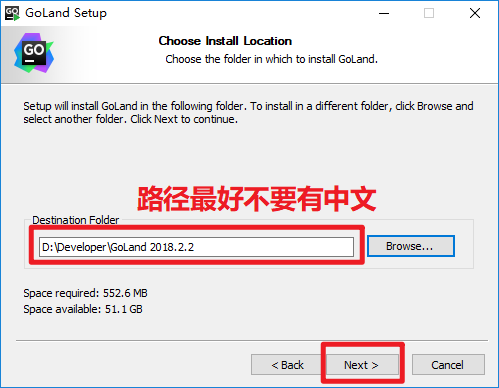 GO GoLand Setup
GO
Choose Install Location
Choose the folder in which to install GoLand.
Setup will install GoLand in the following folder. To install in a different folder, click Browse and
select another folder. Click Next to continue.
路径最好不要有中文
Destination Folder
D:\Developer\GoLand 2018.2.2
Browse...
Space required: 552.6 MB
Space available: 51.1 GB
< Back
Next >
Cancel